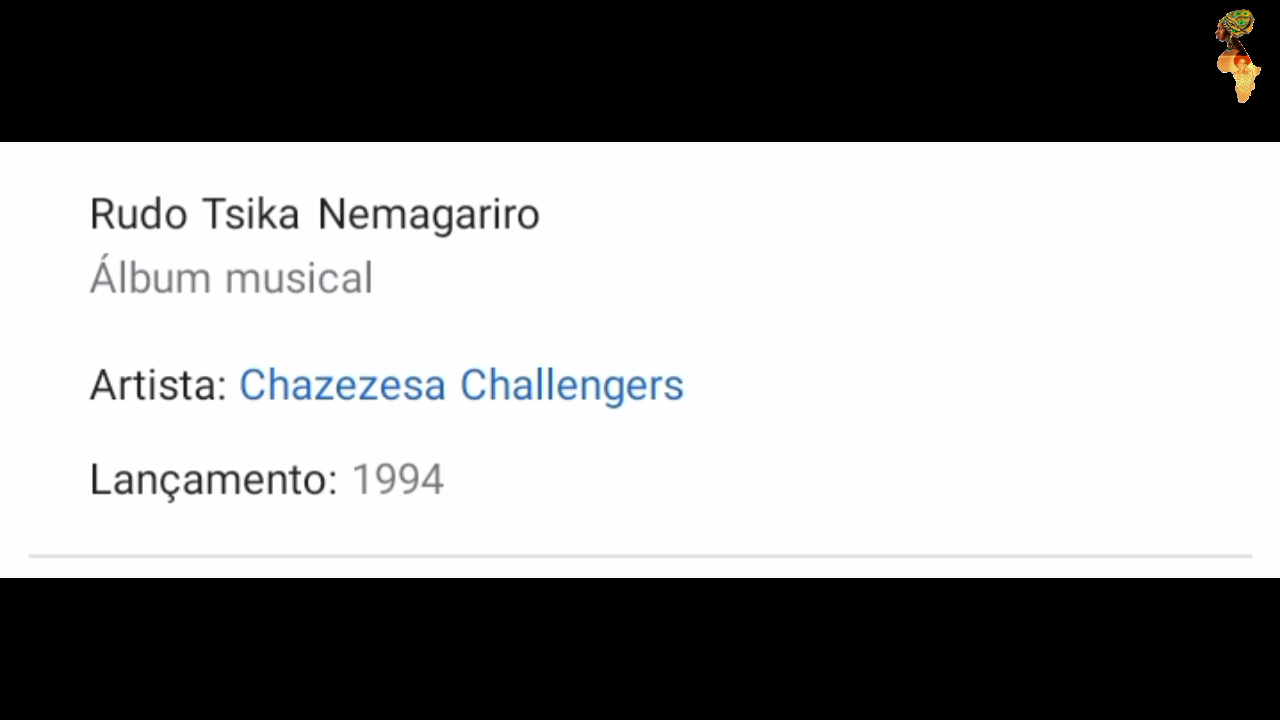 Rudo Tsika Nemagariro
Álbum musical
Artista: Chazezesa Challengers
Lançamento: 1994